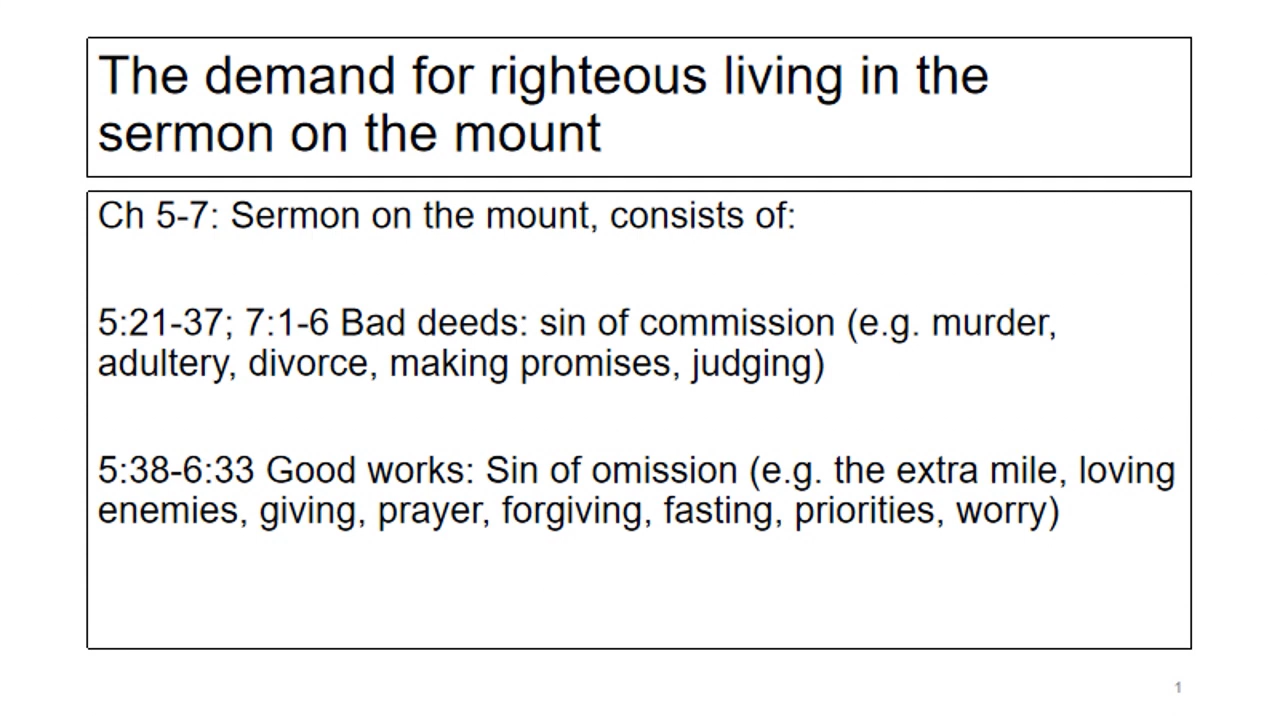 The demand for righteous living in the
sermon on the mount
Ch 5-7: Sermon on the mount, consists of:
5:21-37; 7:1-6 Bad deeds: sin of commission (e.g. murder,
adultery, divorce, making promises, judging)
5:38-6:33 Good works: Sin of omission (e.g. the extra mile, loving
enemies, giving, prayer, forgiving, fasting, priorities, worry)
1